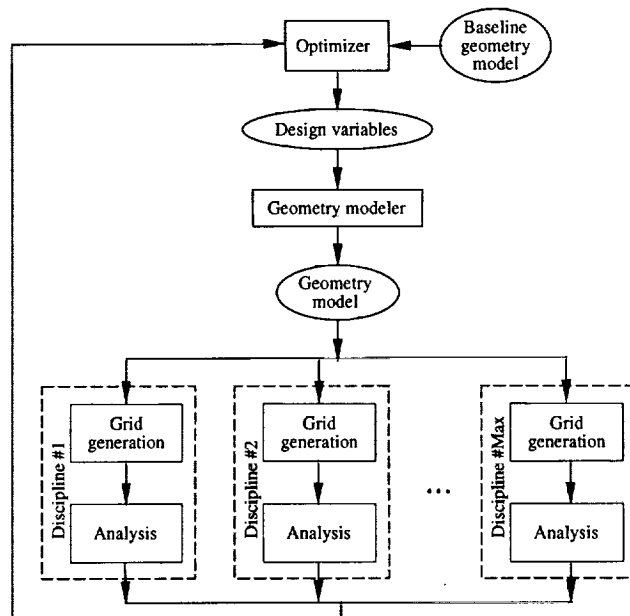 Optimizer
Baseline
geometry
model
Design variables
Geometry modeler
Geometry
model
Discipline #1
Grid
generation
Analysis
Discipline #2
Grid
generation
Analysis
...
Discipline #Max
Grid
generation
Analysis